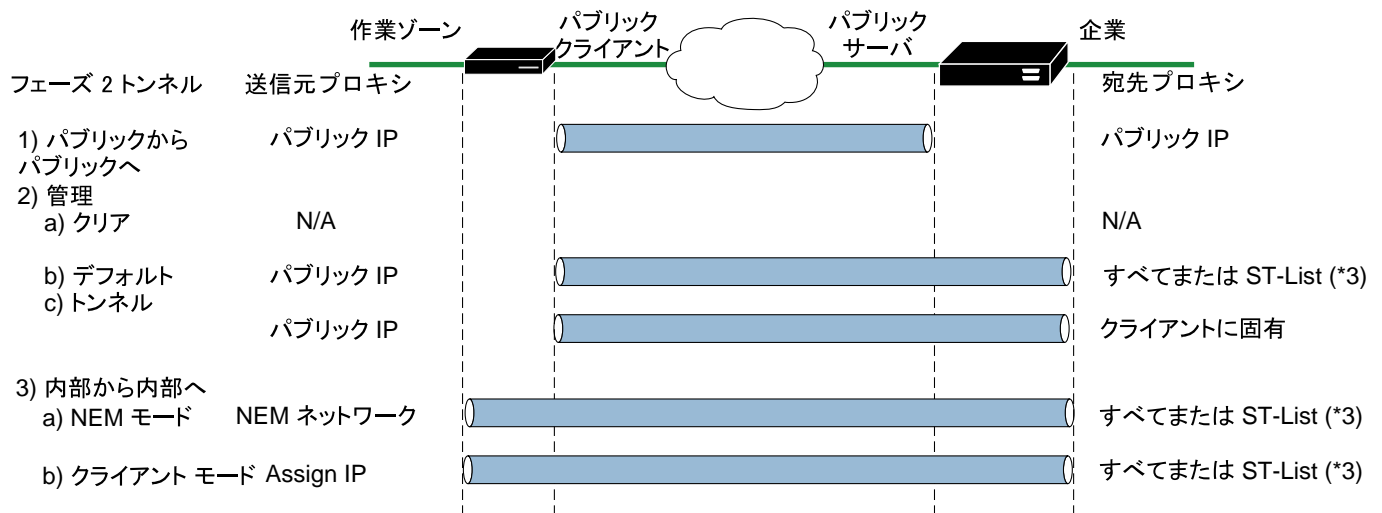 作業ゾーン
パブリック
クライアント
パブリック
サーバ
企業
フェーズ 2 トンネル
送信元プロキシ
宛先プロキシ
1) パブリックから
パブリックへ
パブリック IP
パブリック IP
2) 管理
a) クリア
N/A
N/A
b) デフォルト
パブリック IP
すべてまたは ST-List (*3)
c) トンネル
パブリック IP
クライアントに固有
3) 内部から内部へ
a) NEM モード
NEM ネットワーク
すべてまたは ST-List (*3)
b) クライアント モード
Assign IP
すべてまたは ST-List (*3)